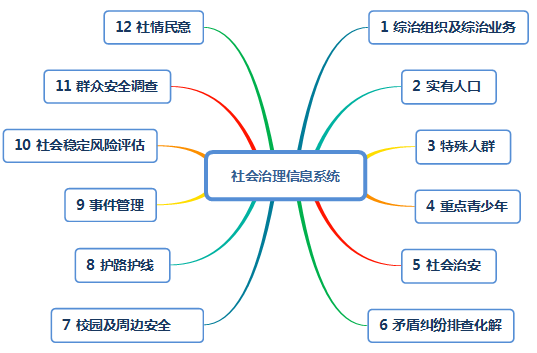 社会治理信息系统
1 综治组织及综治业务
2 实有人口
3 特殊人群
4 重点青少年
5 社会治安
6 矛盾纠纷排查化解
7 校园及周边安全
8 护路护线
9 事件管理
10 社会稳定风险评估
11 群众安全调查
12 社情民意